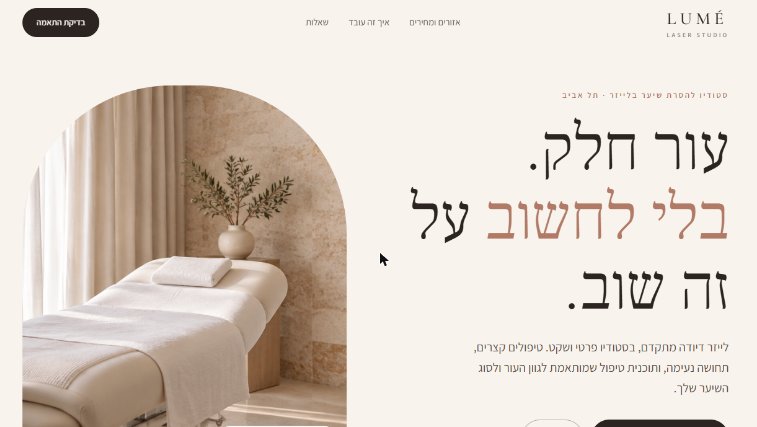 LUMÉ
LASER STUDIO
אזורים ומחירים
איך זה עובד
שאלות
בדיקת התאמה
סטודיו להסרת שיער בלייזר · תל אביב
עור חלק.
בלי לחשוב על
זה שוב.
לייזר דיודה מתקדם, בסטודיו פרטי ושקט. טיפולים קצרים,
תחושה נעימה, ותוכנית טיפול שמותאמת לגוון העור ולסוג
השיער שלך.